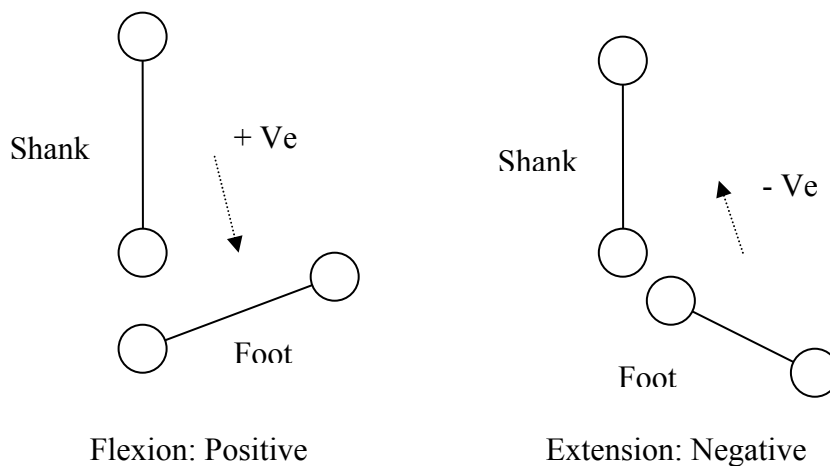 Shank
+ Ve
Foot
Flexion: Positive
Shank
- Ve
Foot
Extension: Negative